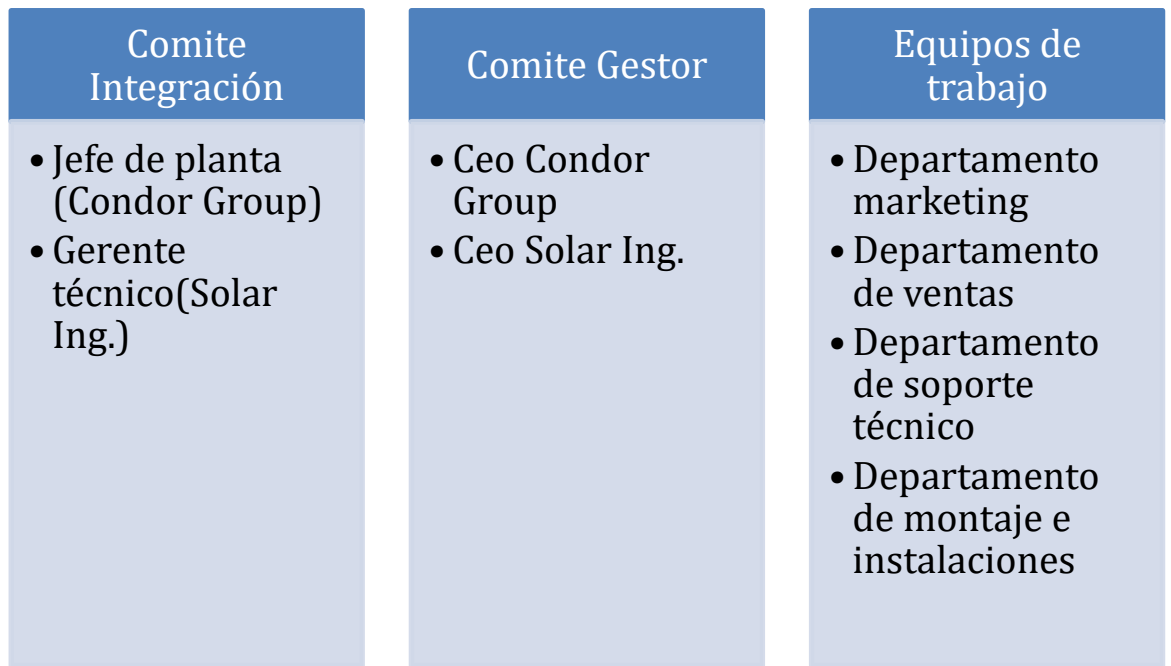 Comite
Integración
• Jefe de planta
(Condor Group)
• Gerente
técnico(Solar
Ing.)
Comite Gestor
• Ceo Condor
Group
• Ceo Solar Ing.
Equipos de
trabajo
• Departamento
marketing
• Departamento
de ventas
• Departamento
de soporte
técnico
• Departamento
de montaje e
instalaciones